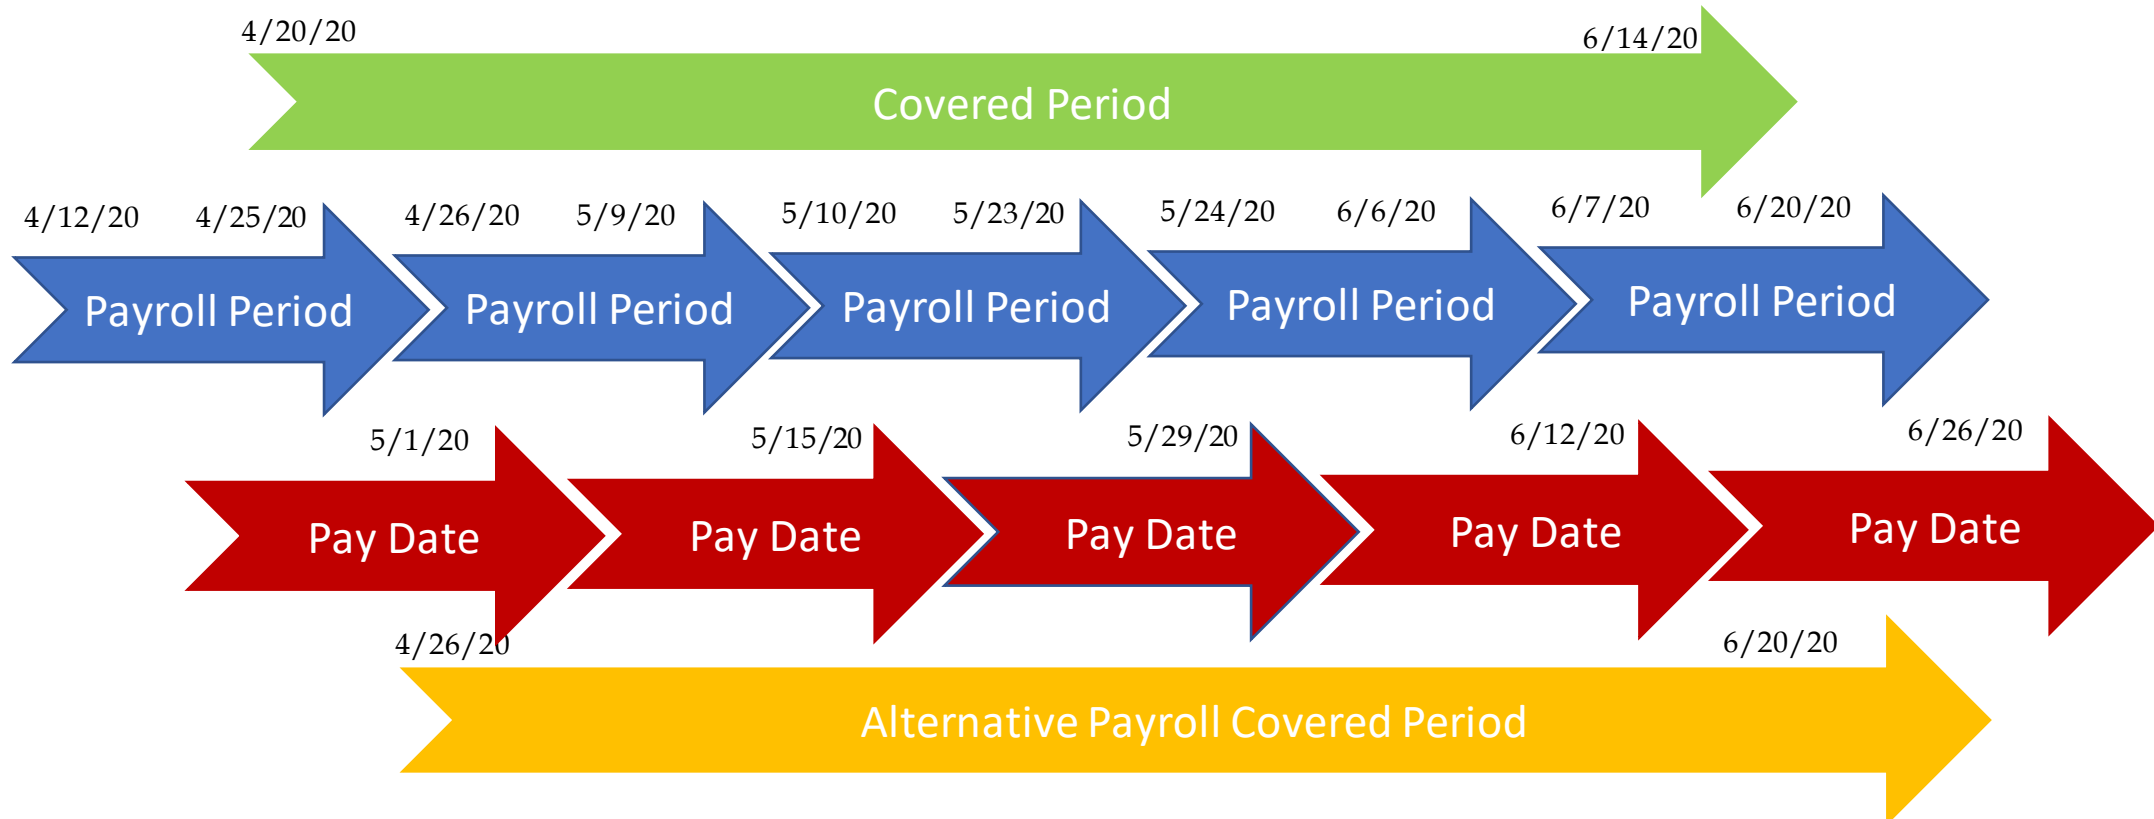 4/20/20 6/14/20
Covered Period
4/12/20 4/25/20 4/26/20 5/9/20 5/10/20 5/23/20 5/24/20 6/6/20 6/7/20 6/20/20
Payroll Period Payroll Period Payroll Period Payroll Period Payroll Period
5/1/20 5/15/20 5/29/20 6/12/20 6/26/20
Pay Date Pay Date Pay Date Pay Date Pay Date
4/26/20 6/20/20
Alternative Payroll Covered Period